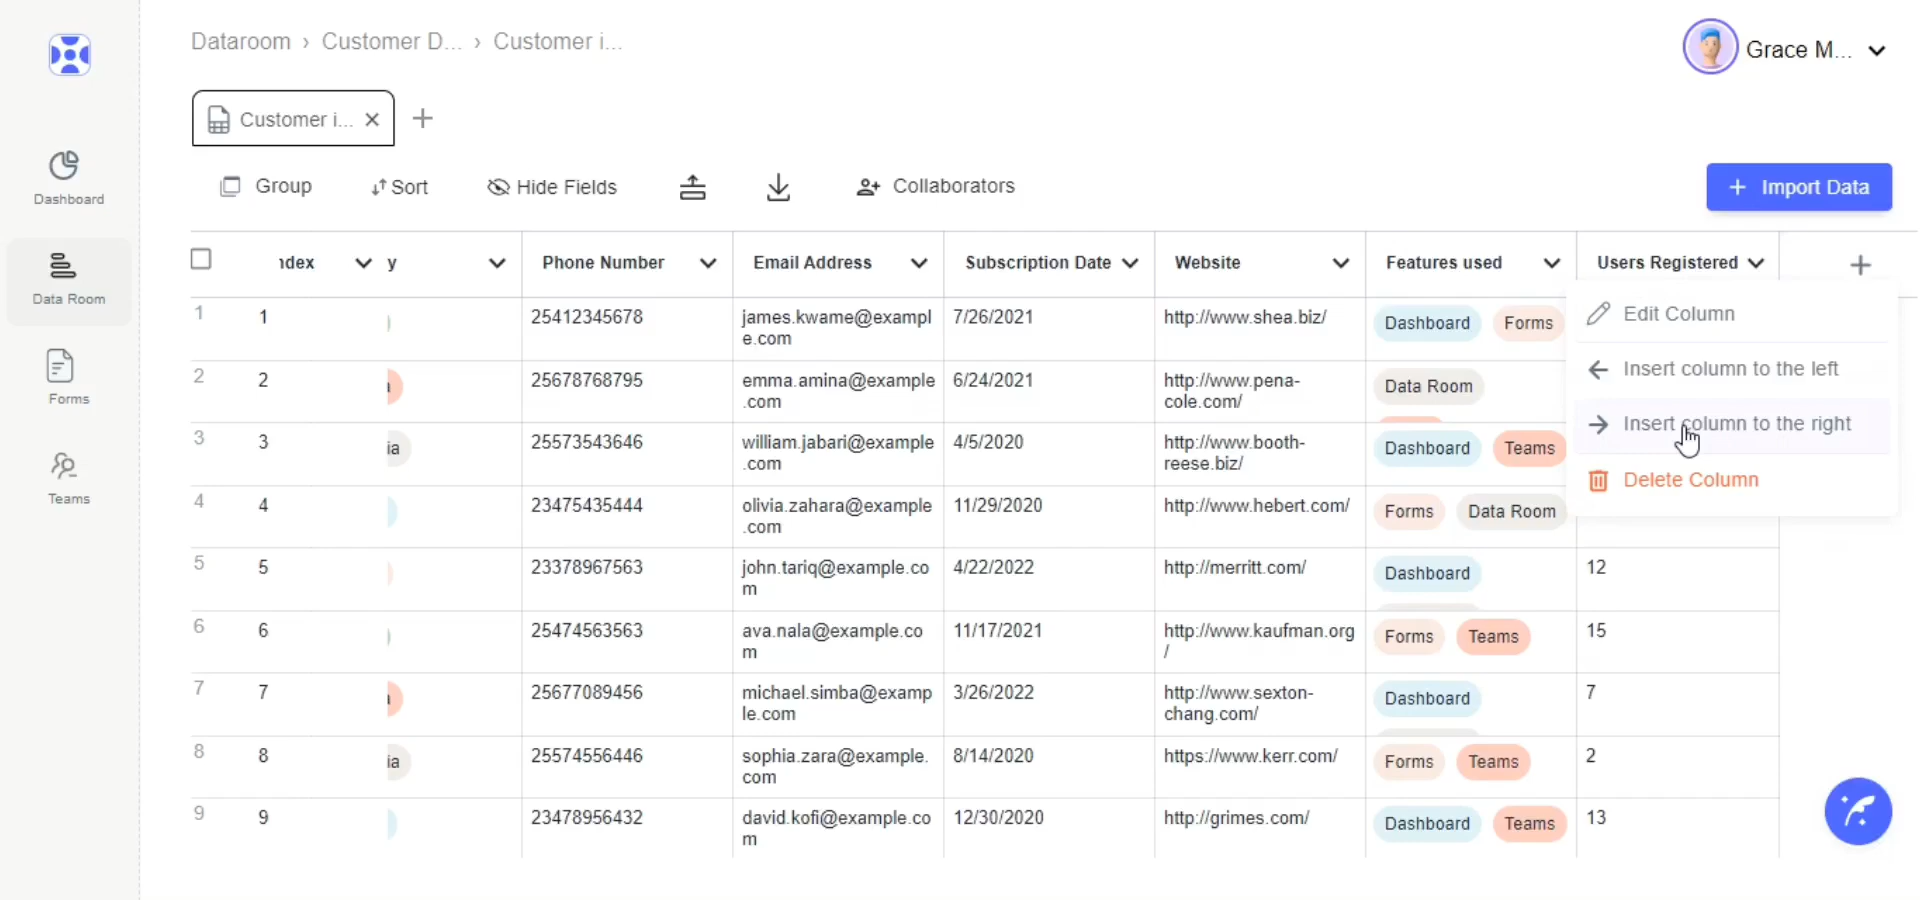 Dataroom › Customer D... › Customer i...
Grace M...
Customer i...
Group Sort Hide Fields Collaborators
+ Import Data
Dashboard
Data Room
Forms
Teams
ndex y Phone Number Email Address Subscription Date Website Features used Users Registered
1 1 25412345678 james.kwame@exampl 7/26/2021 http://www.shea.biz/ Dashboard Forms
e.com
2 2 25678768795 emma.amina@example 6/24/2021 http://www.pena- Data Room
.com cole.com/
3 3 ia 25573543646 william.jabari@example 4/5/2020 http://www.booth- Dashboard Teams
.com reese.biz/
4 4 23475435444 olivia.zahara@example 11/29/2020 http://www.hebert.com/ Forms Data Room
.com
5 5 23378967563 john.tariq@example.co 4/22/2022 http://merritt.com/ Dashboard 12
m
6 6 25474563563 ava.nala@example.co 11/17/2021 http://www.kaufman.org Forms Teams 15
m /
7 7 25677089456 michael.simba@examp 3/26/2022 http://www.sexton- Dashboard 7
le.com chang.com/
8 8 ia 25574556446 sophia.zara@example. 8/14/2020 https://www.kerr.com/ Forms Teams 2
com
9 9 23478956432 david.kofi@example.co 12/30/2020 http://grimes.com/ Dashboard Teams 13
m
Edit Column
Insert column to the left
Insert column to the right
Delete Column